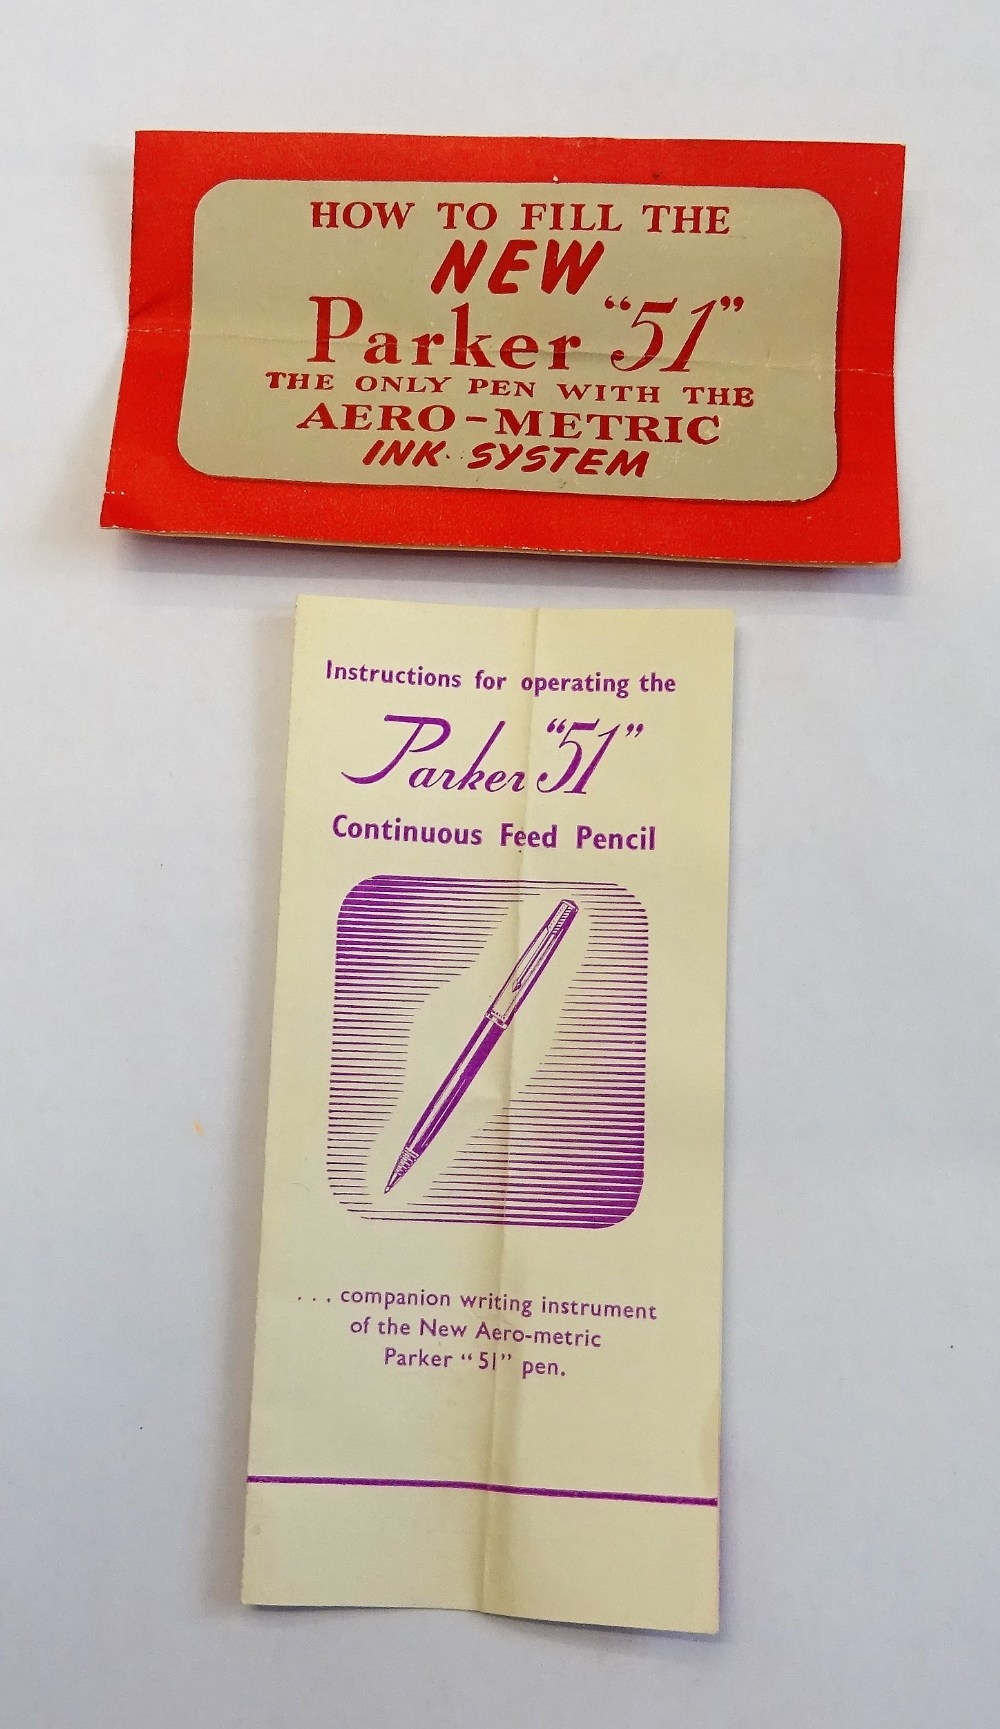 HOW TO FILL THE
NEW
Parker “51”
THE ONLY PEN WITH THE
AERO-METRIC
INK SYSTEM
Instructions for operating the
Parker “51”
Continuous Feed Pencil
... companion writing instrument
of the New Aero-metric
Parker “51” pen.